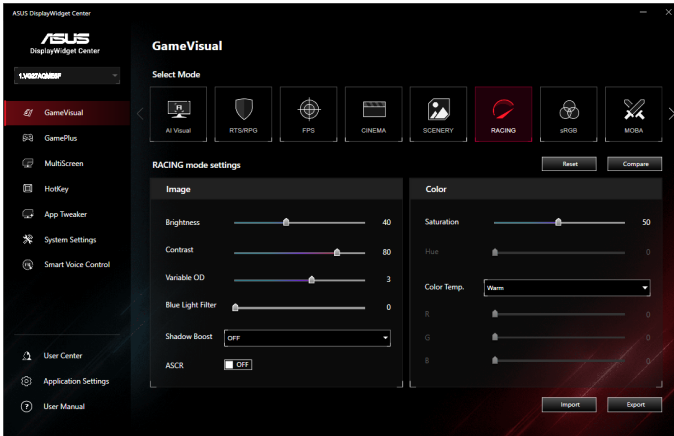 ASUS DisplayWidget Center
ASUS
DisplayWidget Center
GameVisual
Select Mode
GameVisual
GamePlus
MultiScreen
HotKey
App Tweaker
System Settings
Smart Voice Control
User Center
Application Settings
User Manual
AI Visual
RTS/RPG
FPS
CINEMA
SCENERY
RACING
sRGB
MOBA
RACING mode settings
Reset
Compare
Image
Brightness 40
Contrast 80
Variable OD 3
Blue Light Filter 0
Shadow Boost OFF
ASCR OFF
Color
Saturation 50
Hue 0
Color Temp. Warm
R 0
G 0
B 0
Import
Export